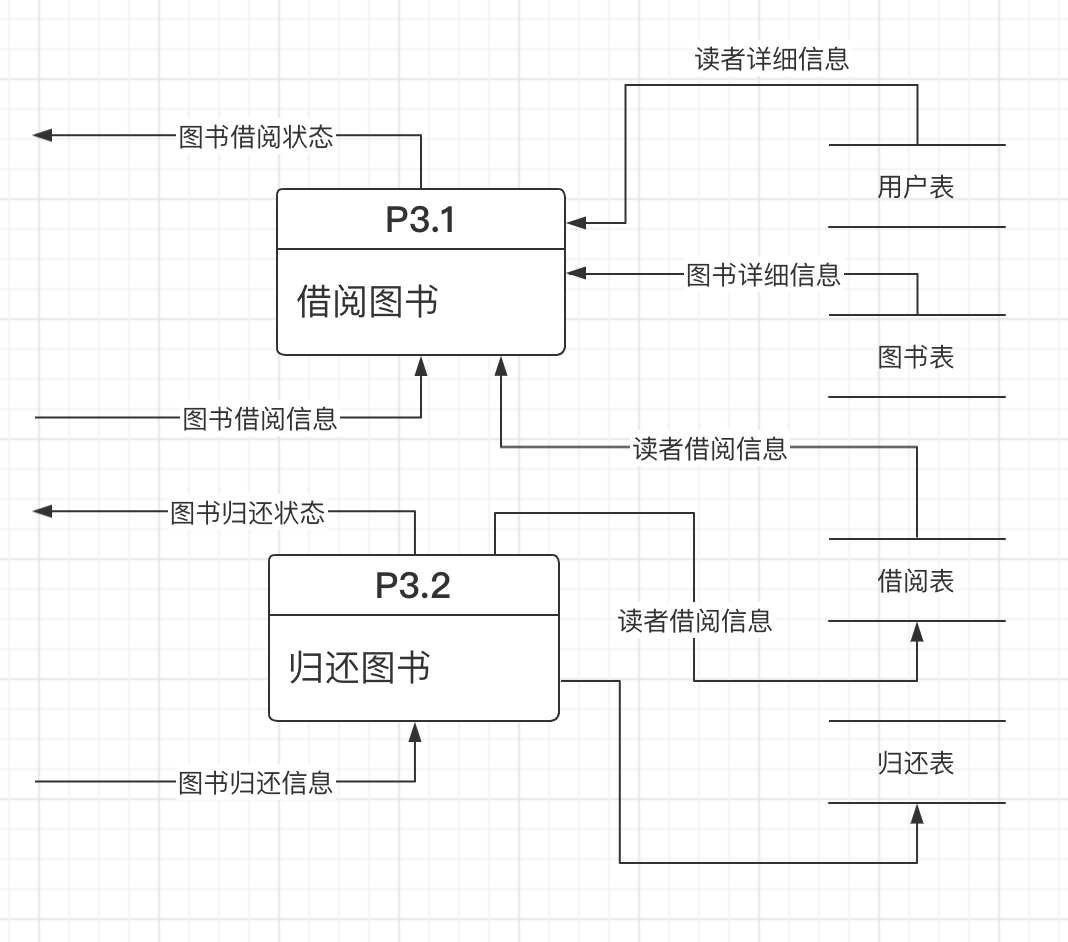 读者详细信息
图书借阅状态
用户表
P3.1
图书详细信息
借阅图书
图书表
图书借阅信息
读者借阅信息
图书归还状态
借阅表
P3.2
读者借阅信息
归还图书
归还表
图书归还信息